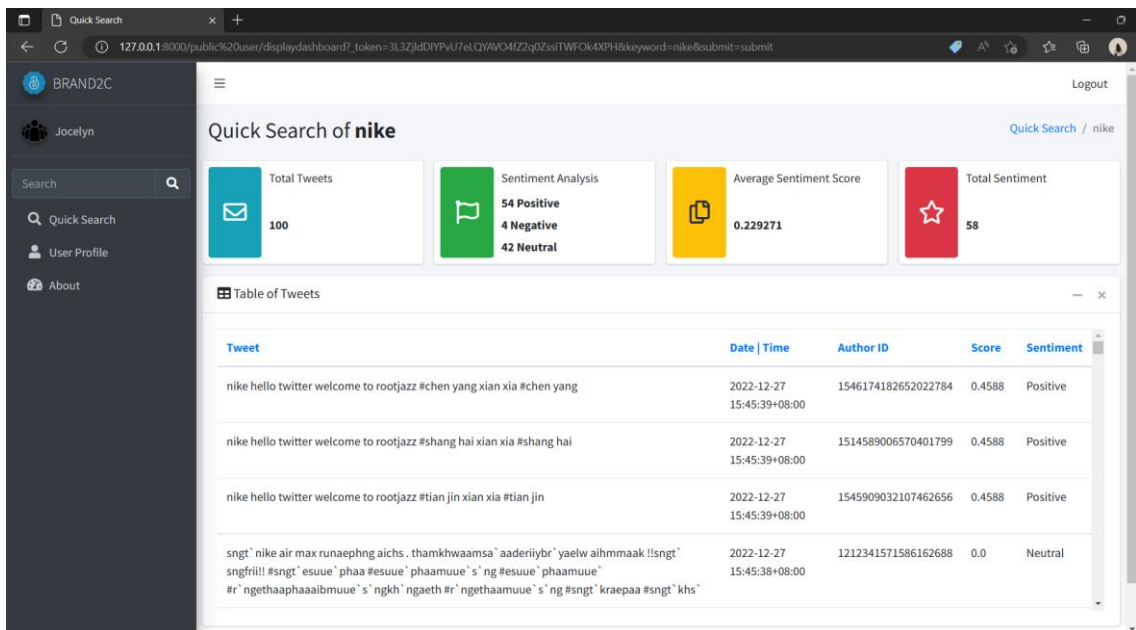 Quick Search
127.0.0.1:8000/public%20user/displaydashboard?_token=3L3ZjldDIYPvU7eLQYAVO4fZ2q0ZssiTWFOk4XPH&keyword=nike&submit=submit
BRAND2C
Logout
Jocelyn
Quick Search of nike
Quick Search / nike
Search
Quick Search
User Profile
About
Total Tweets
100
Sentiment Analysis
54 Positive
4 Negative
42 Neutral
Average Sentiment Score
0.229271
Total Sentiment
58
Table of Tweets
Tweet Date | Time Author ID Score Sentiment
nike hello twitter welcome to rootjazz #chen yang xian xia #chen yang 2022-12-27 1546174182652022784 0.4588 Positive
15:45:39+08:00
nike hello twitter welcome to rootjazz #shang hai xian xia #shang hai 2022-12-27 1514589006570401799 0.4588 Positive
15:45:39+08:00
nike hello twitter welcome to rootjazz #tian jin xian xia #tian jin 2022-12-27 1545909032107462656 0.4588 Positive
15:45:39+08:00
sngt`nike air max runaephng aichs . thamkhwaamsa`aaderiiybr`yaelw aihmmaak !!sngt` 2022-12-27 1212341571586162688 0.0 Neutral
sngfrii!! #sngt`esuue`phaa #esuue`phaamuue`s`ng #esuue`phaamuue` 15:45:38+08:00
#r`ngethaaphaaaibmuue`s`ngkh`ngaeth #r`ngethaamuue`s`ng #sngt`kraepaa #sngt`khs`